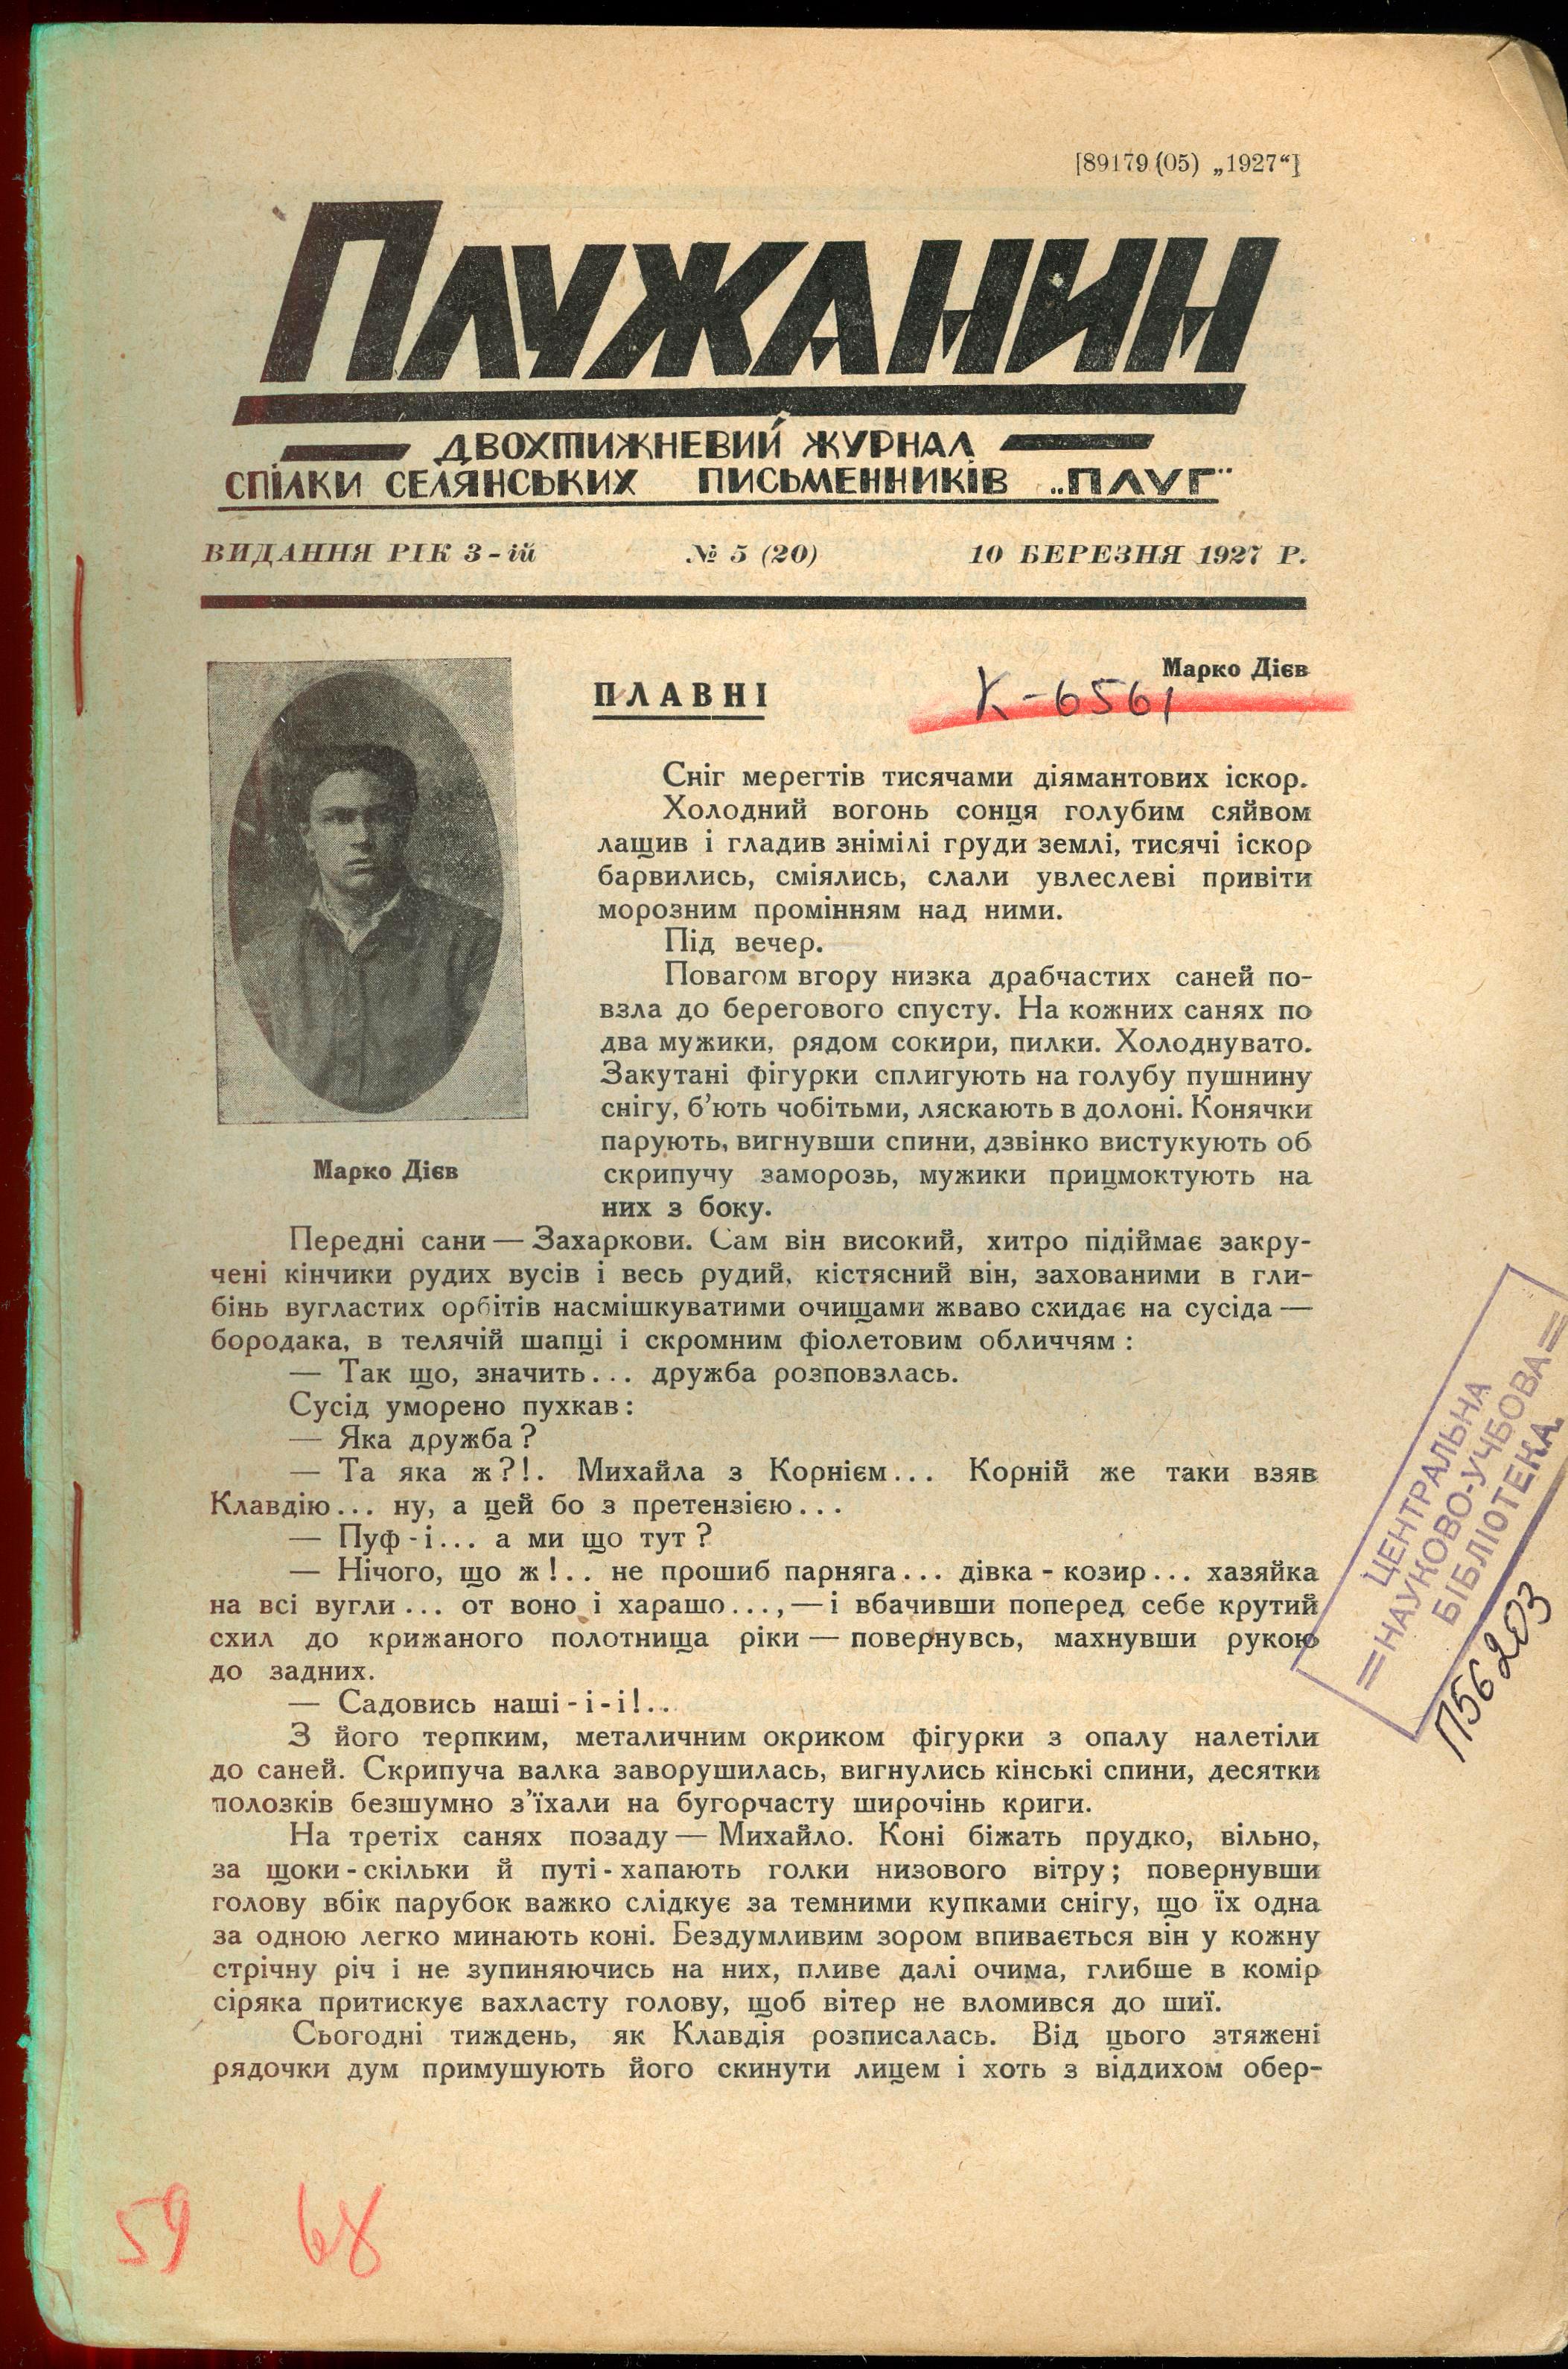 [89179 (05) „1927“]
ПЛУЖАНИН
ДВОХТИЖНЕВИЙ ЖУРНАЛ
СПІЛКИ СЕЛЯНСЬКИХ ПИСЬМЕННИКІВ „ПЛУГ"
ВИДАННЯ РІК 3-ій № 5 (20) 10 БЕРЕЗНЯ 1927 Р.
Марко Дієв
К-6561
ПЛАВНІ
Сніг мерегтів тисячами діямантових іскор.
Холодний вогонь сонця голубим сяйвом
лащив і гладив знімілі груди землі, тисячі іскор
барвились, сміялись, слали увлеслеві привіти
морозним промінням над ними.
Під вечер.
Повагом вгору низка драбчастих саней по-
взла до берегового спусту. На кожних санях по
два мужики, рядом сокири, пилки. Холоднувато.
Закутані фігурки сплигують на голубу пушнину
снігу, б'ють чобітьми, ляскають в долоні. Конячки
парують, вигнувши спини, дзвінко вистукують об
скрипучу заморозь, мужики прицмоктують на
них з боку.
Марко Дієв
Передні сани — Захаркови. Сам він високий, хитро підіймає закру-
чені кінчики рудих вусів і весь рудий, кістясний він, захованими в гли-
бінь вугластих орбітів насмішкуватими очищами жваво схидає на сусіда —
бородака, в телячій шапці і скромним фіолетовим обличчям :
— Так що, значить... дружба розповзлась.
Сусід уморено пухкав :
— Яка дружба ?
— Та яка ж ?!. Михайла з Корнієм... Корній же таки взяв
Клавдію... ну, а цей бо з претензією...
— Пуф - і... а ми що тут ?
— Нічого, що ж !.. не прошиб парняга... дівка - козир... хазяйка
на всі вугли... от воно і харашо..., — і вбачивши поперед себе крутий
схил до крижаного полотнища ріки — повернувсь, махнувши рукою
до задних.
— Садовись наші - і - і!..
З його терпким, металичним окриком фігурки з опалу налетіли
до саней. Скрипуча валка заворушилась, вигнулись кінські спини, десятки
полозків безшумно з'їхали на бугорчасту широчінь криги.
На третіх санях позаду — Михайло. Коні біжать прудко, вільно,
за щоки - скільки й путі - хапають голки низового вітру ; повернувши
голову вбік парубок важко слідкує за темними купками снігу, що їх одна
за одною легко минають коні. Бездумливим зором впивається він у кожну
стрічну річ і не зупиняючись на них, пливе далі очима, глибше в комір
сіряка притискує вахласту голову, щоб вітер не вломився до шиї.
Сьогодні тиждень, як Клавдія розписалась. Від цього зтяжені
рядочки дум примушують його скинути лицем і хоть з віддихом обер-
ЦЕНТРАЛЬНА
=НАУКОВО-УЧБОВА=
БІБЛІОТЕКА
П56203
59 68